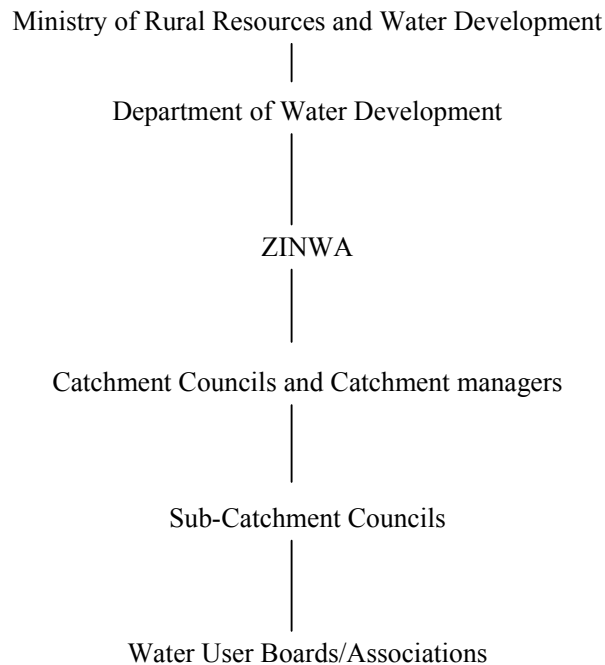 Ministry of Rural Resources and Water Development
Department of Water Development
ZINWA
Catchment Councils and Catchment managers
Sub-Catchment Councils
Water User Boards/Associations